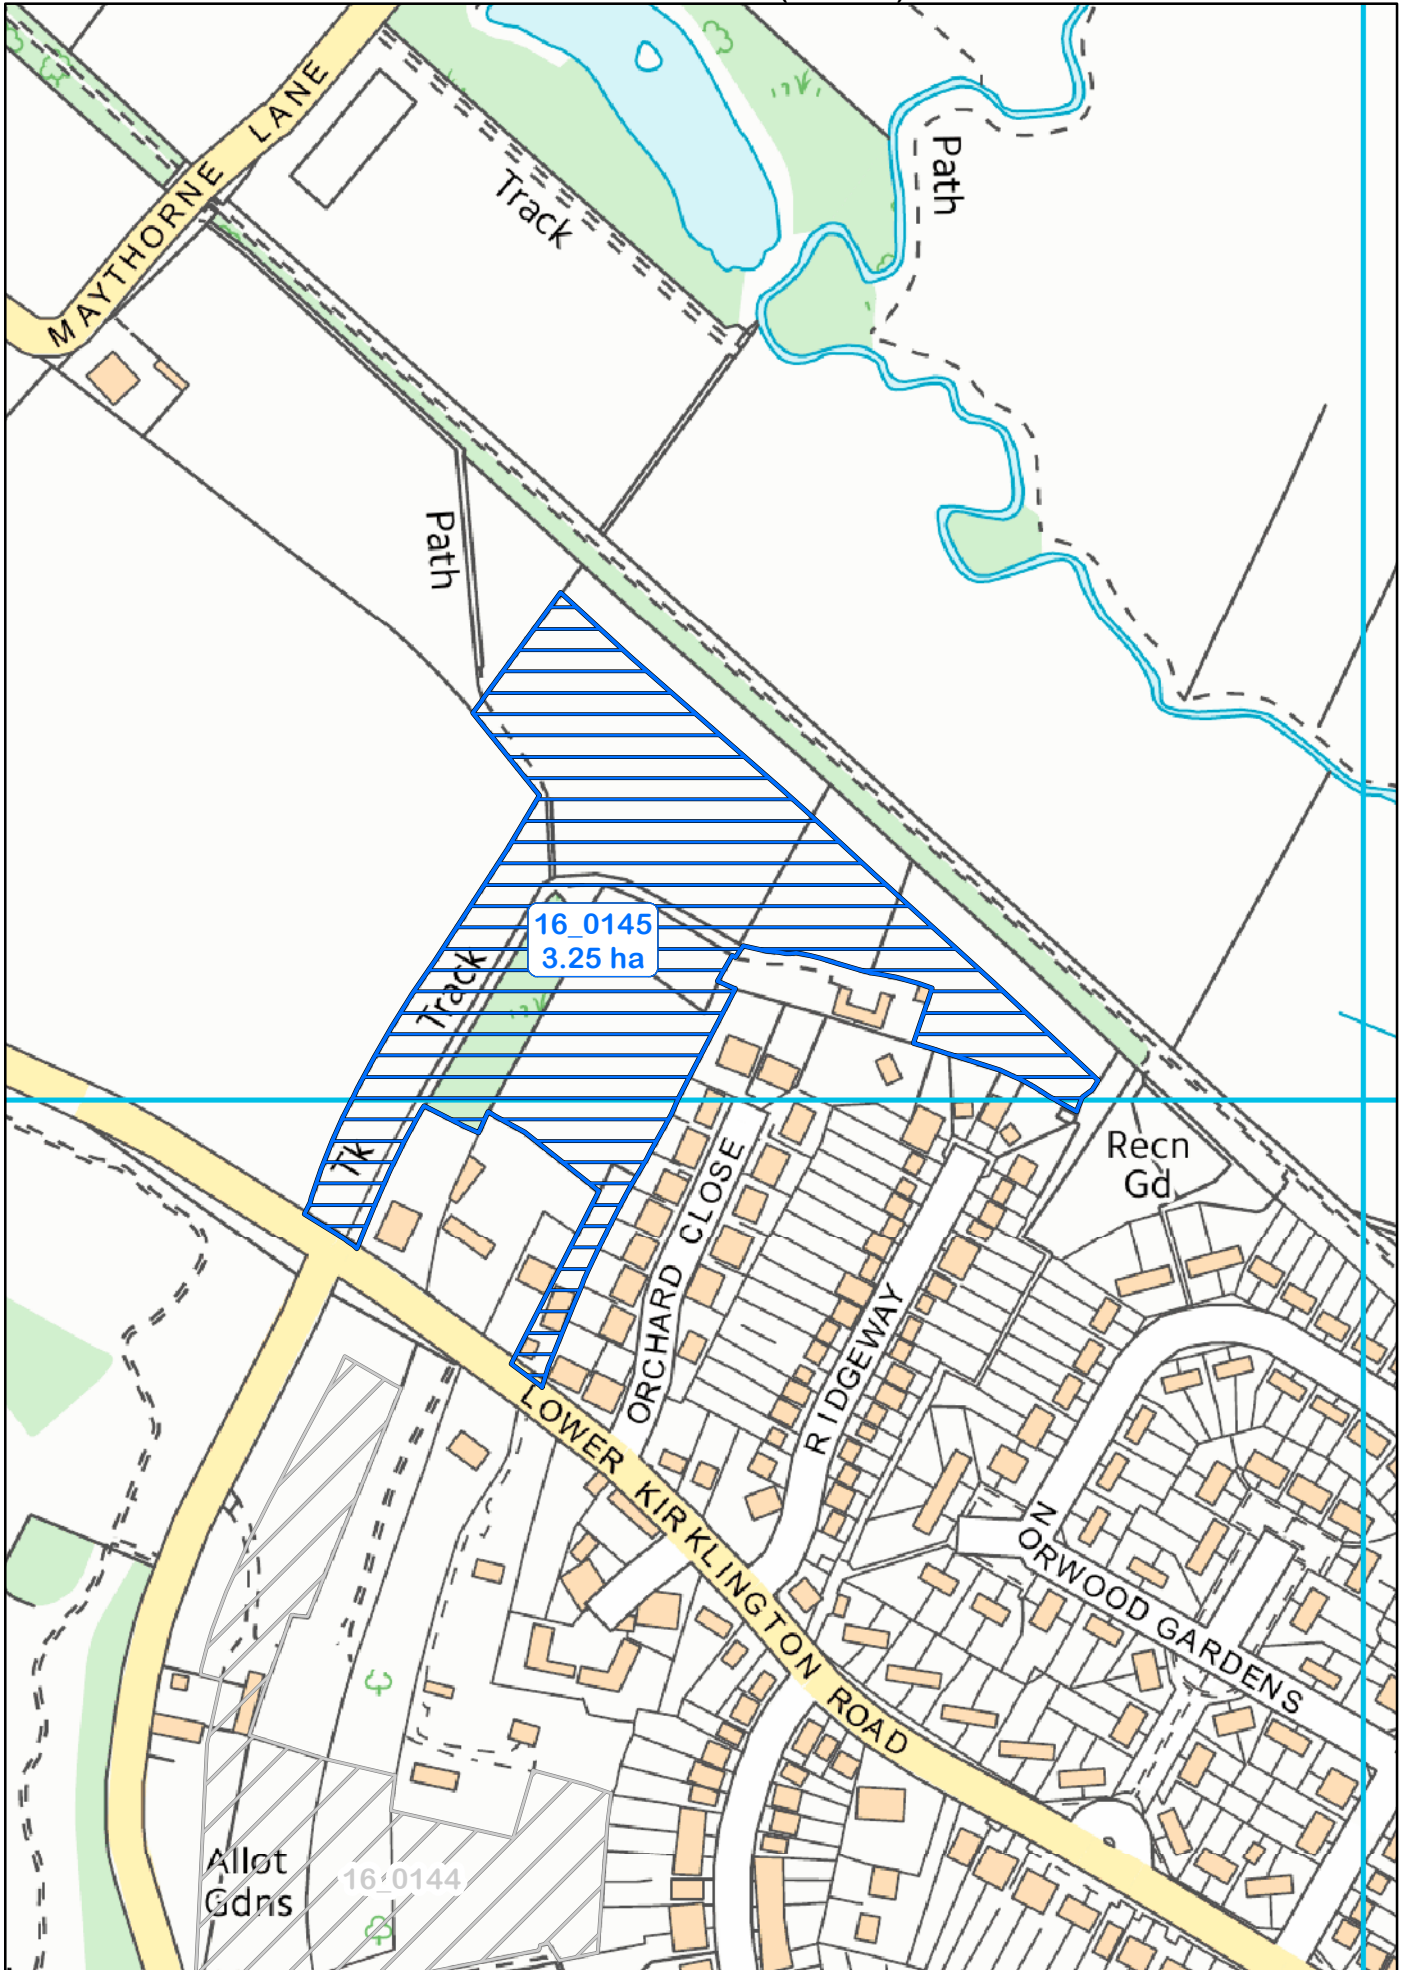 MAYTHORNE LANE
Track
Path
Path
16_0145
3.25 ha
Track
Tk
Recn
Gd
ORCHARD CLOSE
RIDGEWAY
LOWER KIRKLINGTON ROAD
NORWOOD GARDENS
Allot
Gdns
16_0144